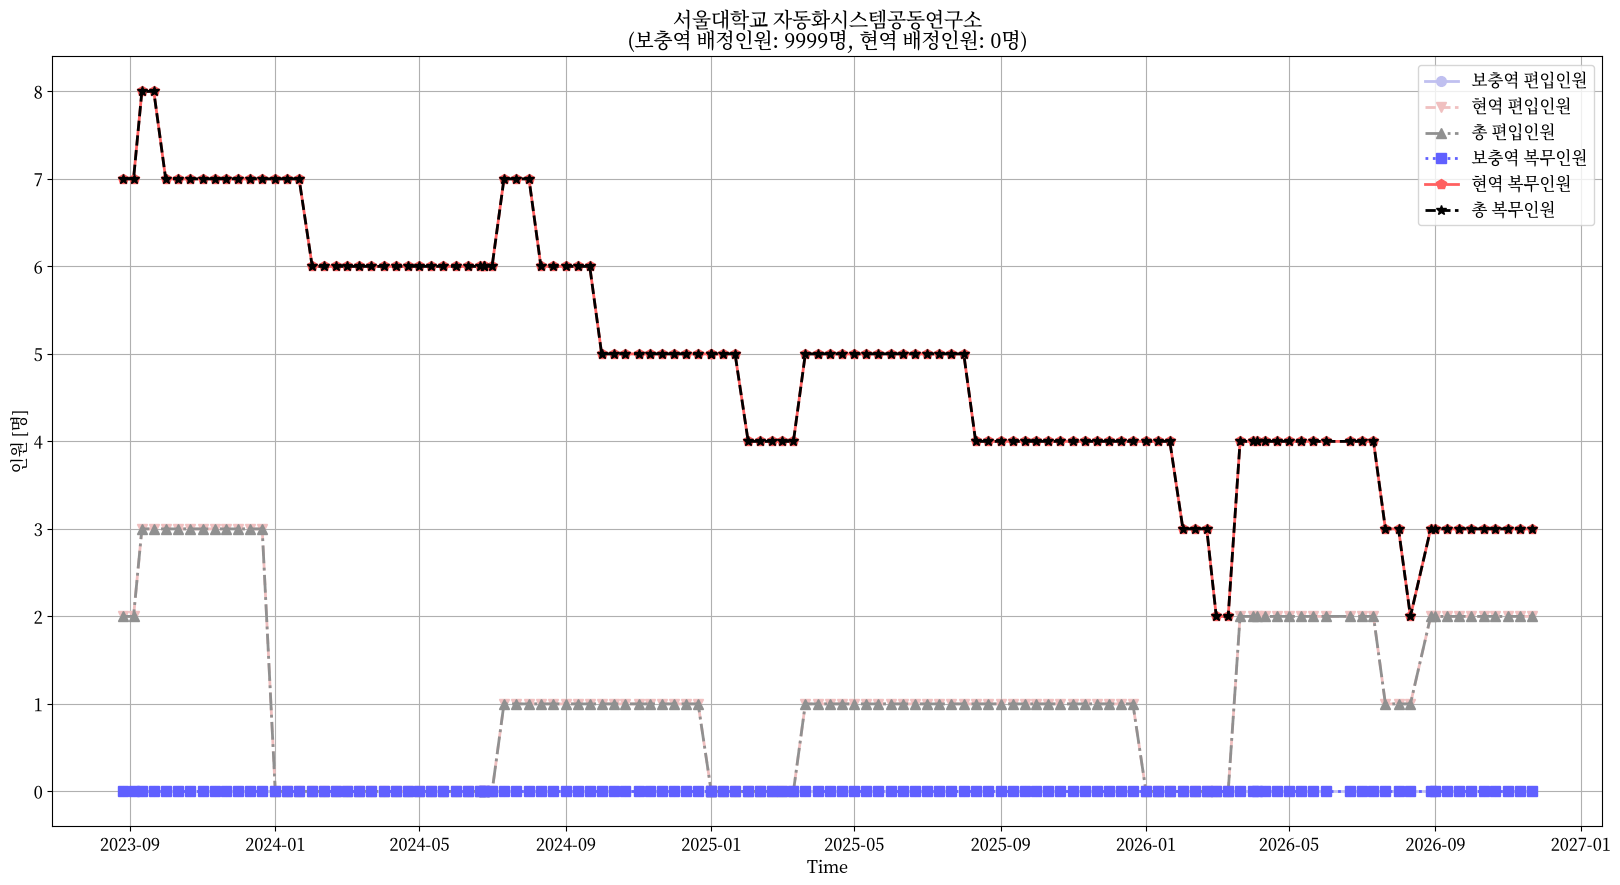 서울대학교 자동화시스템공동연구소
(보충역 배정인원: 9999명, 현역 배정인원: 0명)
인원 [명]
8
7
6
5
4
3
2
1
0
보충역 편입인원
현역 편입인원
총 편입인원
보충역 복무인원
현역 복무인원
총 복무인원
2023-09 2024-01 2024-05 2024-09 2025-01 2025-05 2025-09 2026-01 2026-05 2026-09 2027-01
Time